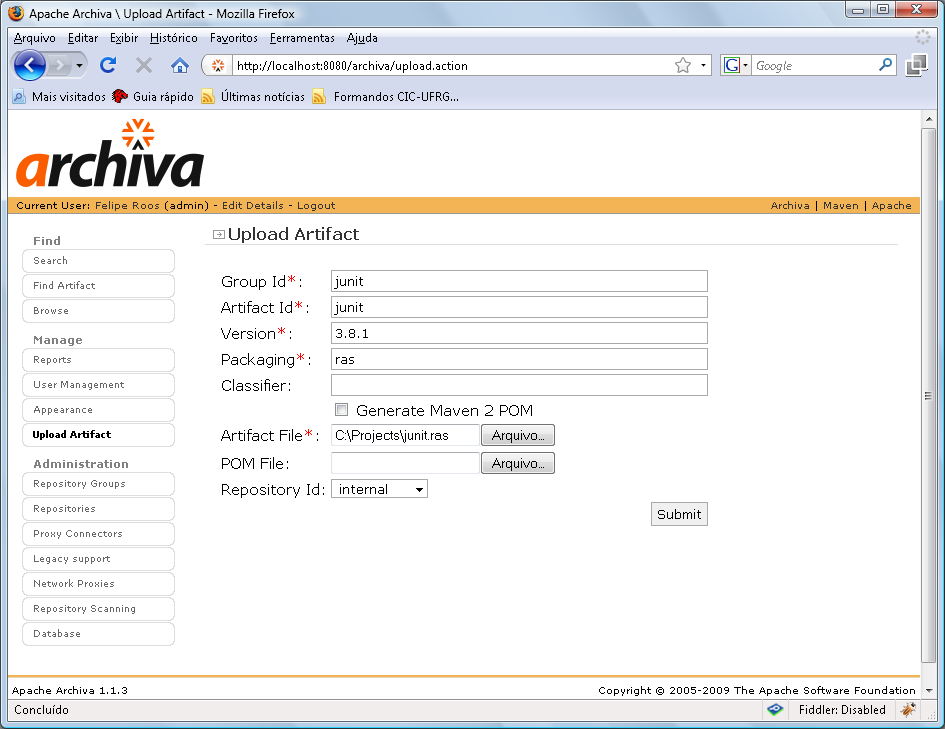 Apache Archiva \ Upload Artifact - Mozilla Firefox
Arquivo Editar Exibir Histórico Favoritos Ferramentas Ajuda
http://localhost:8080/archiva/upload.action
G Google
Mais visitados Guia rápido Últimas notícias Formandos CIC-UFRG...
archiva
Current User: Felipe Roos (admin) - Edit Details - Logout
Archiva | Maven | Apache
Find
Search
Find Artifact
Browse
Manage
Reports
User Management
Appearance
Upload Artifact
Administration
Repository Groups
Repositories
Proxy Connectors
Legacy support
Network Proxies
Repository Scanning
Database
Upload Artifact
Group Id*: junit
Artifact Id*: junit
Version*: 3.8.1
Packaging*: ras
Classifier:
Generate Maven 2 POM
Artifact File*: C:\Projects\junit.ras Arquivo...
POM File: Arquivo...
Repository Id: internal
Submit
Apache Archiva 1.1.3
Copyright © 2005-2009 The Apache Software Foundation
Concluído
Fiddler: Disabled